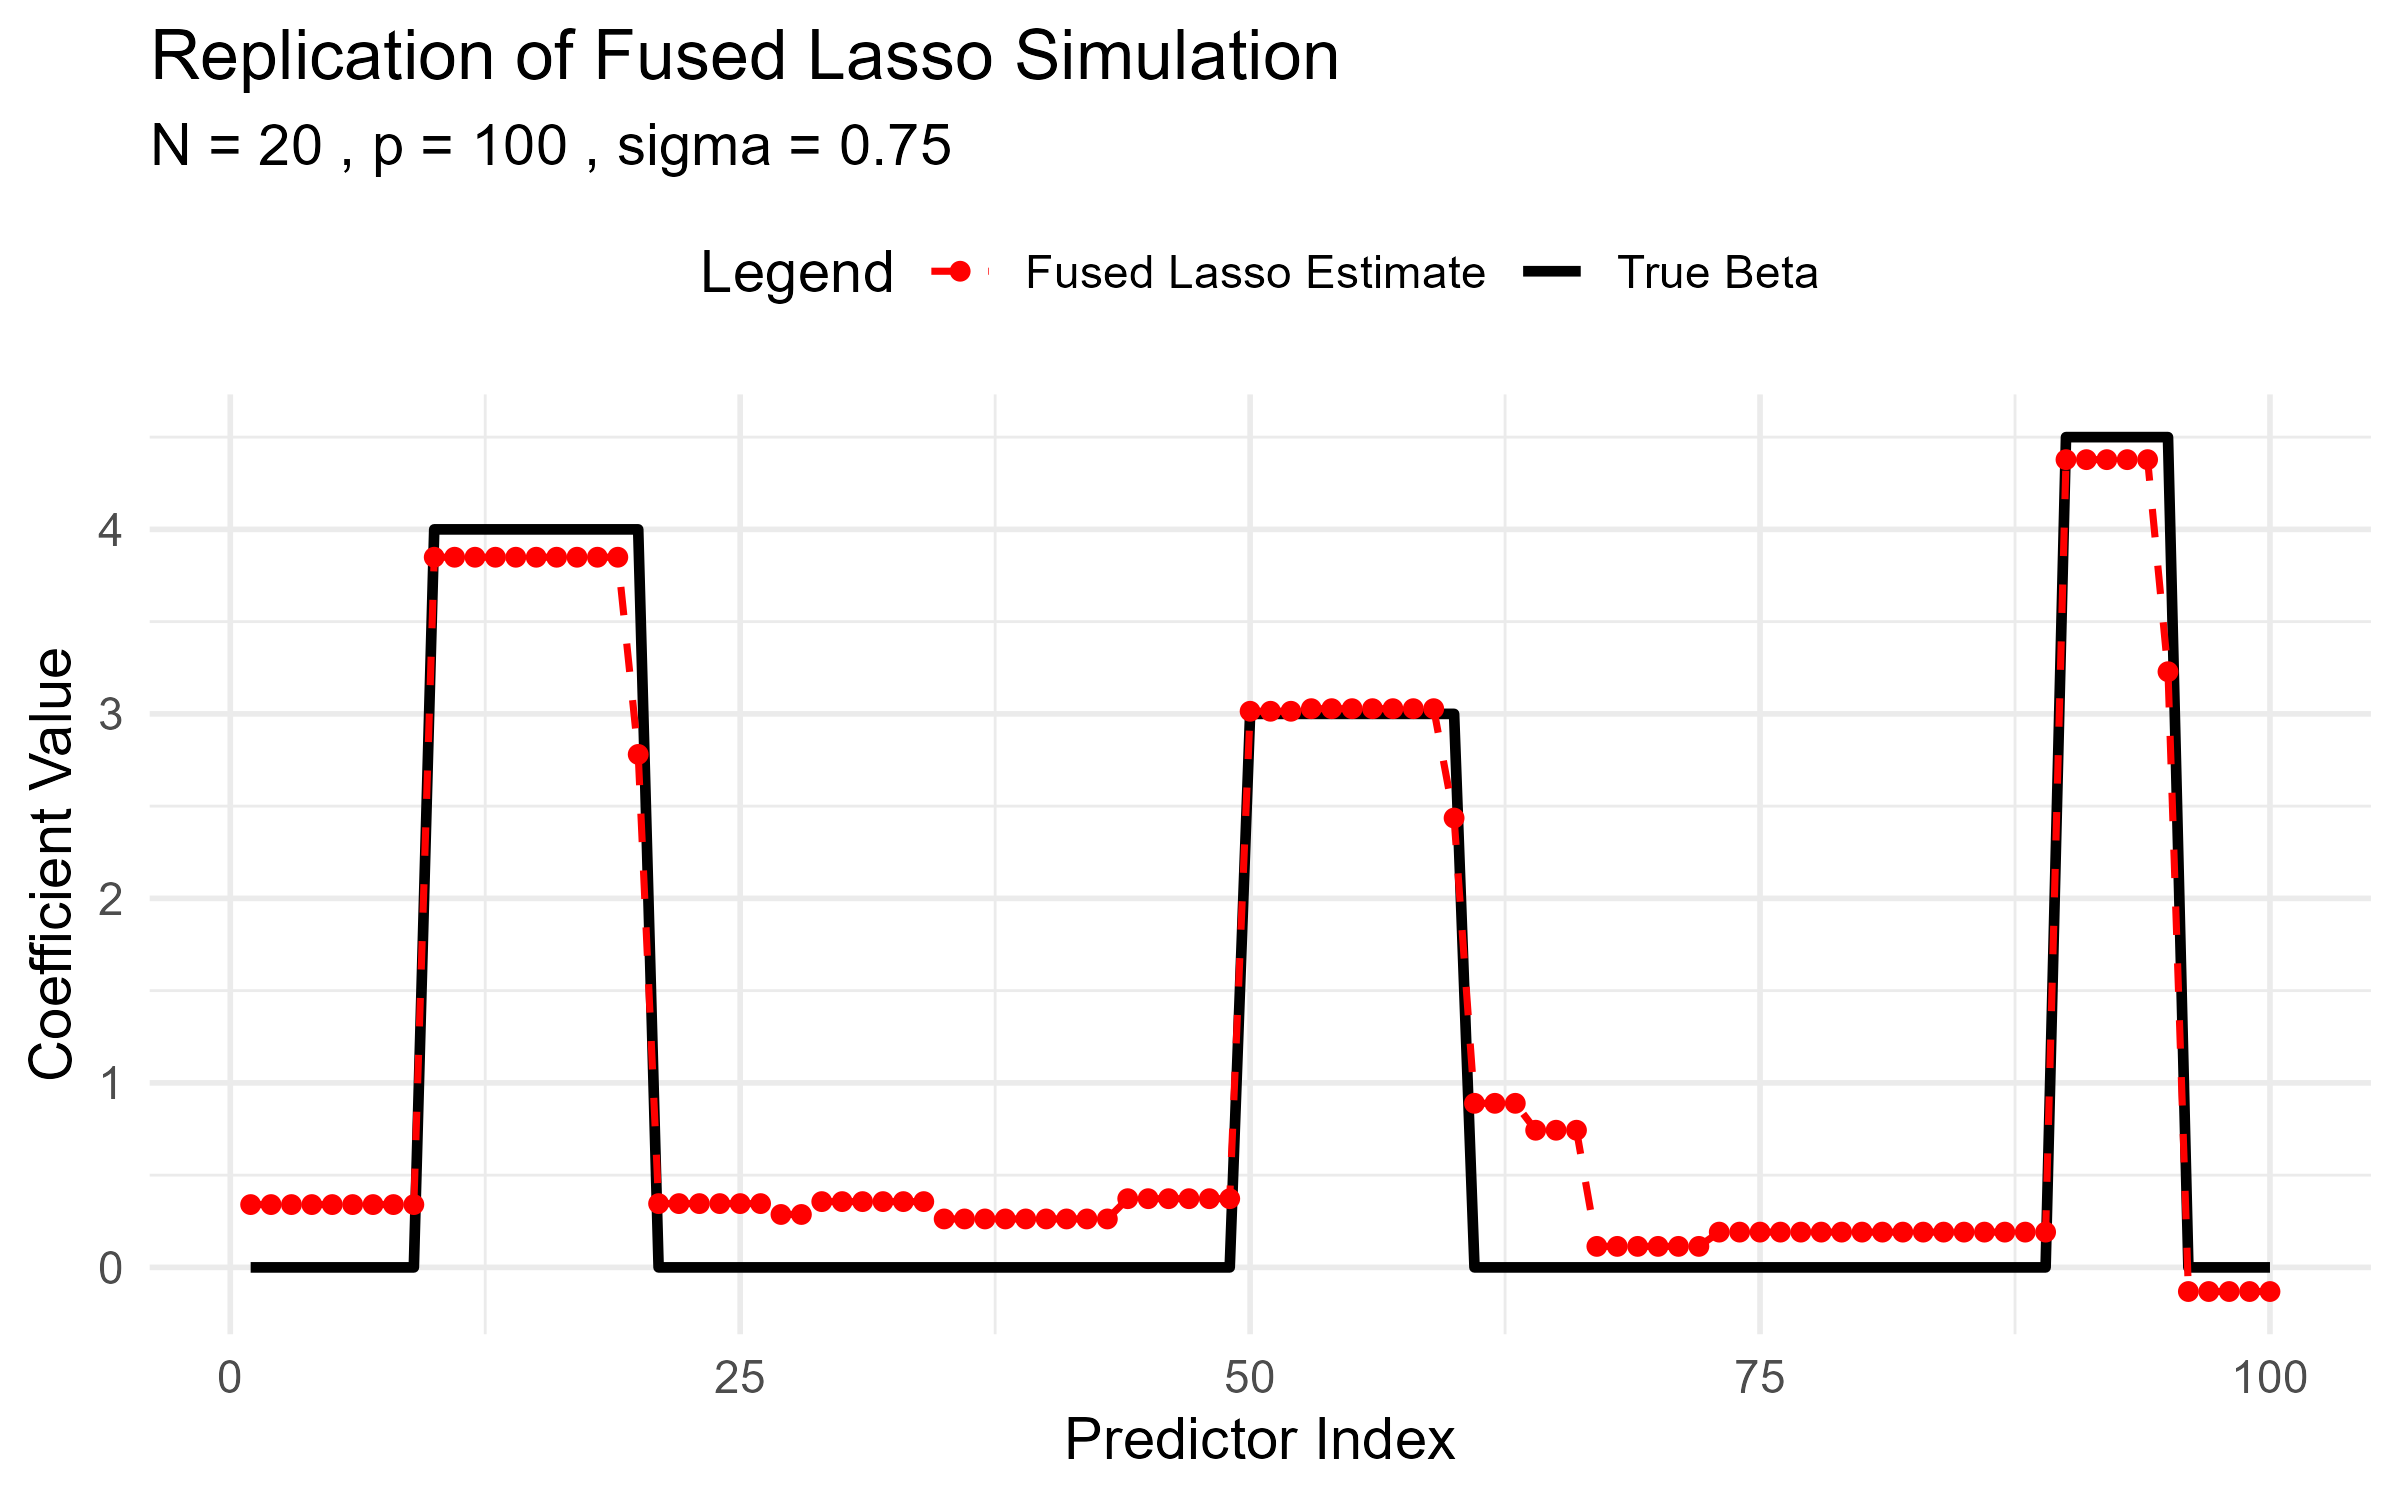 Replication of Fused Lasso Simulation
N = 20 , p = 100 , sigma = 0.75
Legend Fused Lasso Estimate True Beta
Coefficient Value
4
3
2
1
0
0 25 50 75 100
Predictor Index